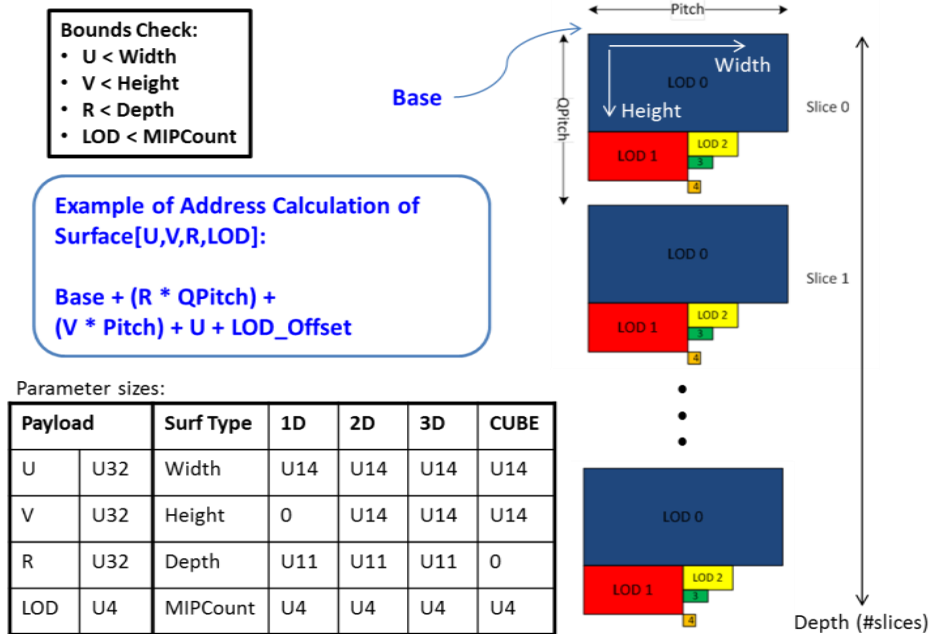 Bounds Check:
• U < Width
• V < Height
• R < Depth
• LOD < MIPCount
Base
Example of Address Calculation of
Surface[U,V,R,LOD]:
Base + (R * QPitch) +
(V * Pitch) + U + LOD_Offset
Parameter sizes:
Payload Surf Type 1D 2D 3D CUBE
U U32 Width U14 U14 U14 U14
V U32 Height 0 U14 U14 U14
R U32 Depth U11 U11 U11 0
LOD U4 MIPCount U4 U4 U4 U4
Pitch
QPitch
Width
LOD 0
Height
Slice 0
LOD 1
LOD 2
3
4
LOD 0
Slice 1
LOD 1
LOD 2
3
4
LOD 0
LOD 1
LOD 2
3
4
Depth (#slices)